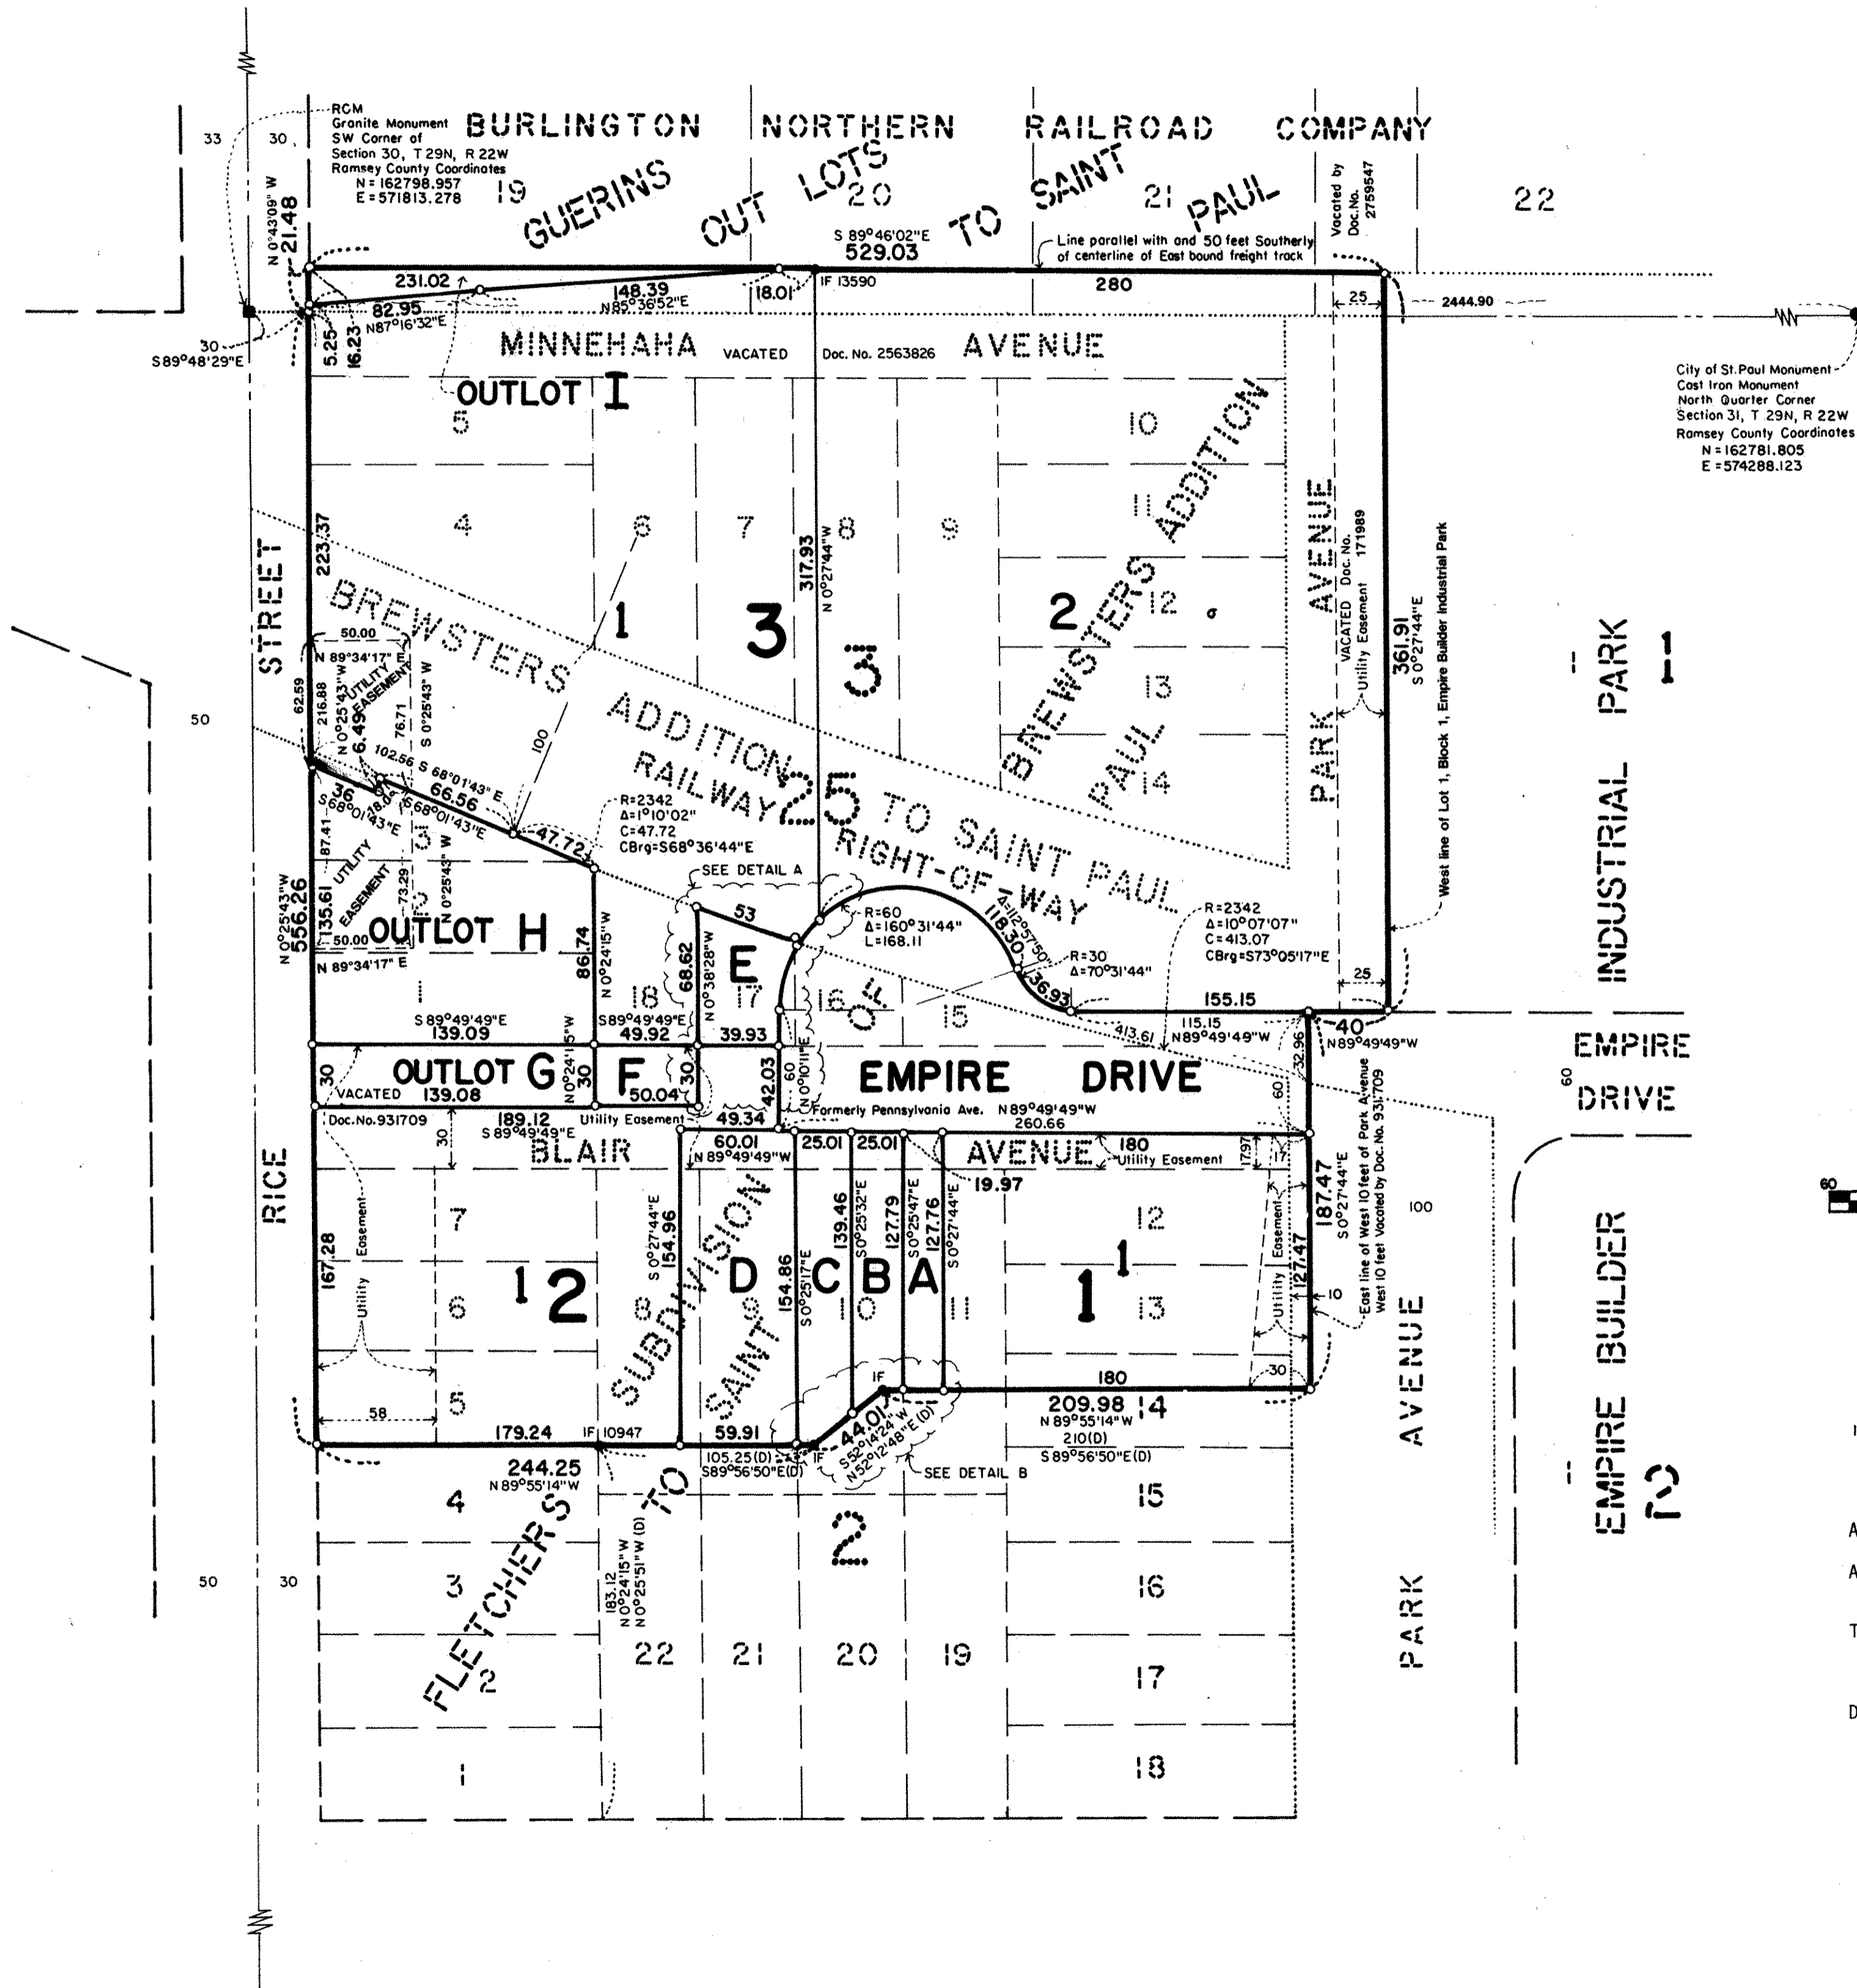 RCM
Granite Monument
SW Corner of
Section 30, T 29N, R 22W
Ramsey County Coordinates
N = 162798.957
E = 571813.278
33
30
BURLINGTON NORTHERN RAILROAD COMPANY
19
20
21
22
GUERINS OUT LOTS TO SAINT PAUL
Vacated by
Doc. No.
2759547
N 0°43'09" W
21.48
S 89°46'02"E
529.03
Line parallel with and 50 feet Southerly
of centerline of East bound freight track
231.02
148.39
N85°36'52"E
18.01
IF 13590
280
25
2444.90
82.95
N87°16'32"E
5.25
16.23
30
S89°48'29"E
MINNEHAHA VACATED Doc. No. 2563826 AVENUE
City of St. Paul Monument
Cast Iron Monument
North Quarter Corner
Section 31, T 29N, R 22W
Ramsey County Coordinates
N = 162781.805
E = 574288.123
OUTLOT I
5
10
4
6
7
8
9
11
12
13
14
223.37
317.93
N 0°27'44"W
BREWSTERS ADDITION
PARK AVENUE
VACATED Doc. No.
Utility Easement 171989
361.91
S 0°27'44"E
West line of Lot 1, Block 1, Empire Builder Industrial Park
INDUSTRIAL PARK
1
STREET
1
3
2
3
BREWSTERS ADDITION
25 TO SAINT PAUL
RAILWAY RIGHT-OF-WAY
PAUL
50.00
N 89°34'17" E
UTILITY
EASEMENT
62.59
216.88
N 0°25'43"W
6.49
76.71
S 0°25'43" W
50
102.56 S 68°01'43" E
66.56
S 68°01'43"E
36
S68°01'43"E
100
47.72
R=2342
Δ=1°10'02"
C=47.72
CBrg=S68°36'44"E
SEE DETAIL A
87.41
UTILITY
EASEMENT
73.29
N 0°25'43" W
N 0°25'43"W
556.26
135.61
50.00
N 89°34'17" E
OUTLOT H
86.74
N 0°24'15"W
53
68.62
N 0°38'28"W
E
18
17
16
15
OF
R=60
Δ=160°31'44"
L=168.11
Δ=112°57'50"
118.30
R=30
Δ=70°31'44"
36.93
R=2342
Δ=10°07'07"
C=413.07
CBrg=S73°05'17"E
155.15
25
115.15
N89°49'49"W
413.61
40
N89°49'49"W
32.96
S 89°49'49"E
139.09
S89°49'49"E
49.92
39.93
OUTLOT G
F
30
N 0°24'15"W
30
30
42.03
60
N 0°10'11"E
EMPIRE DRIVE
EMPIRE
DRIVE
60
60
VACATED
139.08
50.04
Doc. No. 931709
189.12
S 89°49'49"E
Utility Easement
49.34
Formerly Pennsylvania Ave. N 89°49'49"W
260.66
30
BLAIR AVENUE
60.01
N 89°49'49"W
25.01
25.01
19.97
180
Utility Easement
17.97
17
East line of West 10 feet of Park Avenue
West 10 feet Vacated by Doc. No. 931709
187.47
S 0°27'44"E
100
60
RICE
7
6
5
Utility Easement
167.28
58
12
8
S 0°27'44"E
154.96
SUBDIVISION
D
9
154.86
S 0°25'17"E
C
139.46
S 0°25'32"E
B
10
127.79
S 0°25'47"E
A
127.76
S 0°27'44"E
11
12
13
1
1
Utility Easement
127.47
10
30
180
209.98
N 89°55'14"W
210(D)
S89°56'50"E(D)
14
179.24
IF 10947
59.91
244.25
N 89°55'14"W
105.25(D)
S89°56'50"E(D)
IF
IF
44.01
S52°14'24"W
N52°12'48"E(D)
SEE DETAIL B
FLETCHERS SUBDIVISION TO SAINT PAUL
4
3
2
1
183.12
N 0°24'15"W
N 0°25'51"W (D)
2
15
16
17
18
22
21
20
19
50
30
PARK AVENUE
EMPIRE BUILDER
2